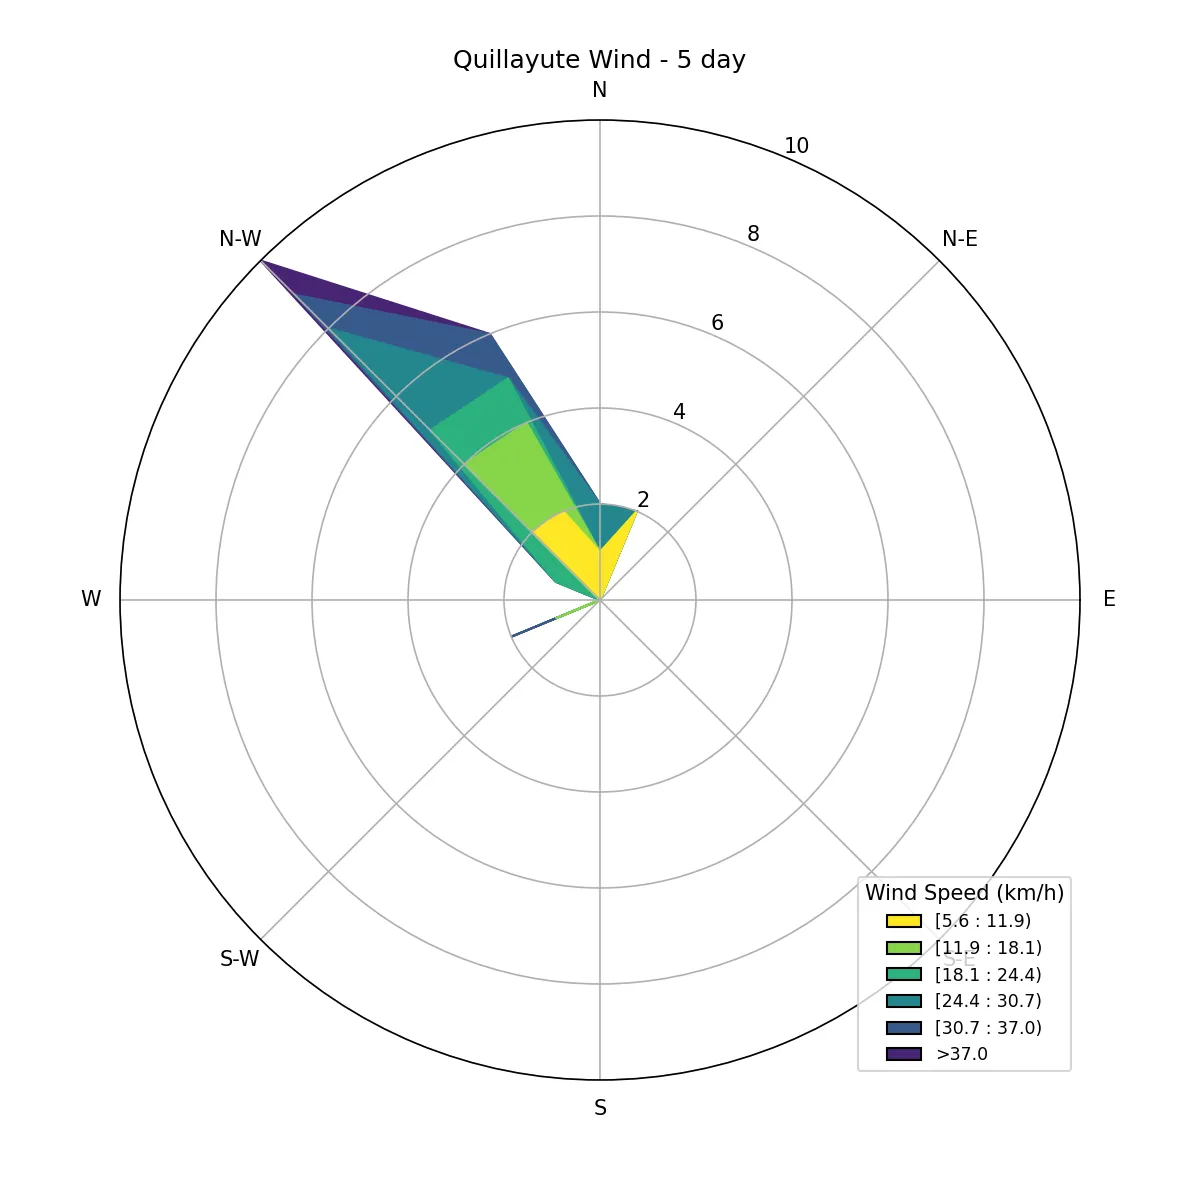 Quillayute Wind - 5 day
N
10
N-W
8
N-E
6
4
2
W
E
S-W
S-E
S
Wind Speed (km/h)
[5.6 : 11.9)
[11.9 : 18.1)
[18.1 : 24.4)
[24.4 : 30.7)
[30.7 : 37.0)
>37.0